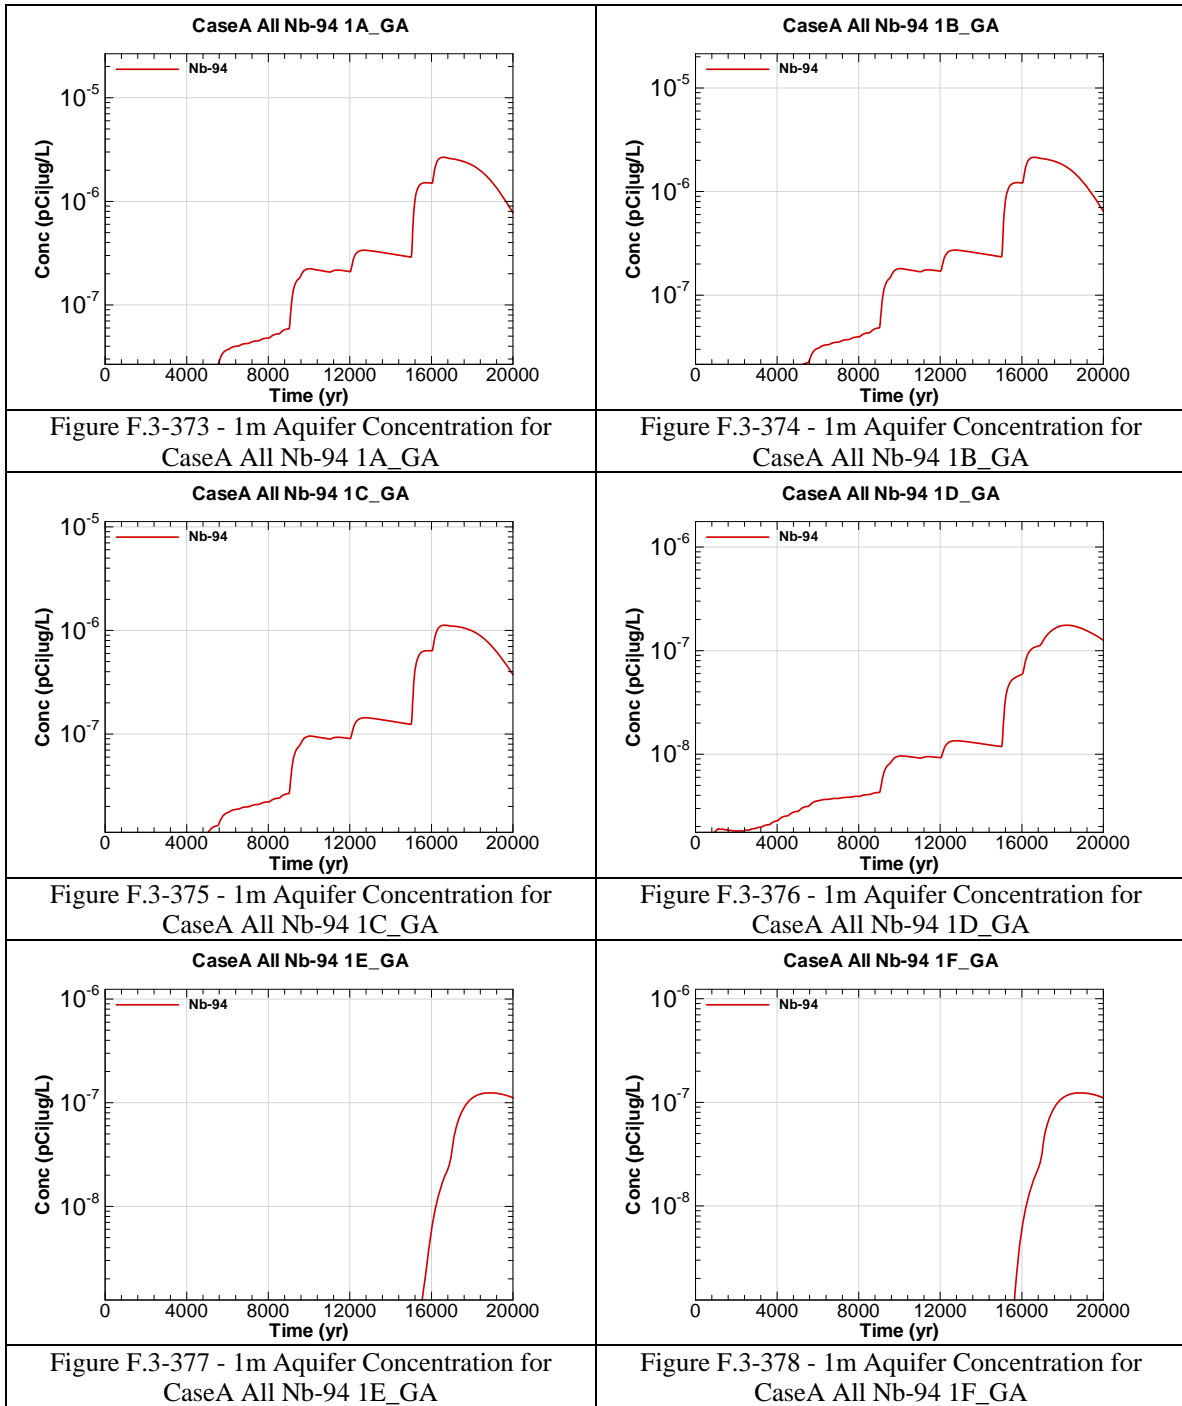 CaseA All Nb-94 1A_GA
Nb-94
10-5
10-6
10-7
Conc (pCi|ug/L)
0 4000 8000 12000 16000 20000
Time (yr)
Figure F.3-373 - 1m Aquifer Concentration for
CaseA All Nb-94 1A_GA
CaseA All Nb-94 1B_GA
Nb-94
10-5
10-6
10-7
Conc (pCi|ug/L)
0 4000 8000 12000 16000 20000
Time (yr)
Figure F.3-374 - 1m Aquifer Concentration for
CaseA All Nb-94 1B_GA
CaseA All Nb-94 1C_GA
10-5
Nb-94
10-6
10-7
Conc (pCi|ug/L)
0 4000 8000 12000 16000 20000
Time (yr)
Figure F.3-375 - 1m Aquifer Concentration for
CaseA All Nb-94 1C_GA
CaseA All Nb-94 1D_GA
Nb-94
10-6
10-7
10-8
Conc (pCi|ug/L)
0 4000 8000 12000 16000 20000
Time (yr)
Figure F.3-376 - 1m Aquifer Concentration for
CaseA All Nb-94 1D_GA
CaseA All Nb-94 1E_GA
10-6
Nb-94
10-7
10-8
Conc (pCi|ug/L)
0 4000 8000 12000 16000 20000
Time (yr)
Figure F.3-377 - 1m Aquifer Concentration for
CaseA All Nb-94 1E_GA
CaseA All Nb-94 1F_GA
10-6
Nb-94
10-7
10-8
Conc (pCi|ug/L)
0 4000 8000 12000 16000 20000
Time (yr)
Figure F.3-378 - 1m Aquifer Concentration for
CaseA All Nb-94 1F_GA